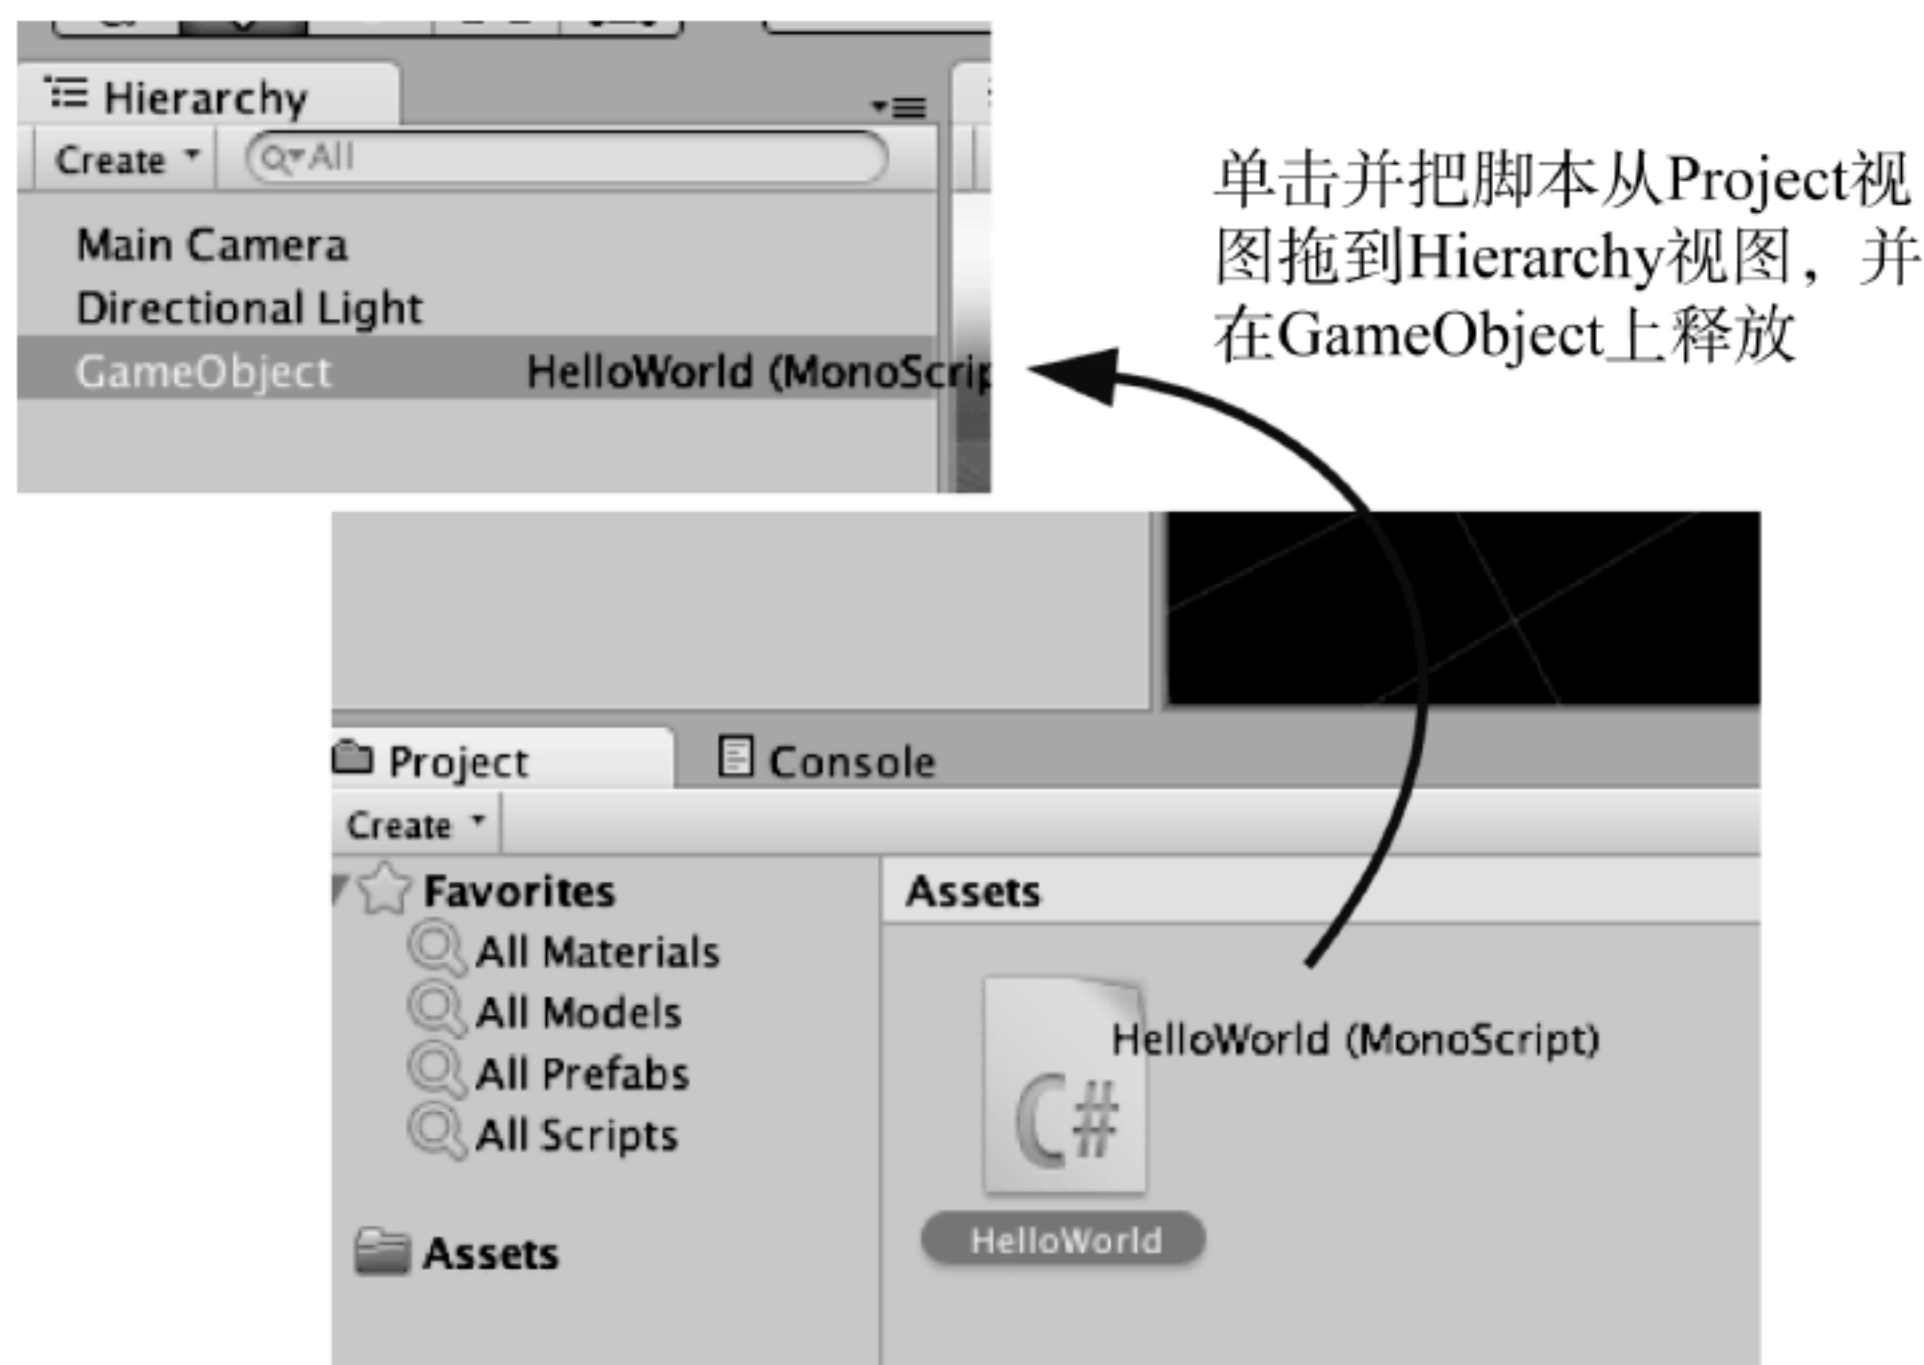 Hierarchy
Create
All
Main Camera
Directional Light
GameObject HelloWorld (MonoScrip
单击并把脚本从Project视
图拖到Hierarchy视图，并
在GameObject上释放
Project Console
Create
Favorites
All Materials
All Models
All Prefabs
All Scripts
Assets
Assets
HelloWorld (MonoScript)
C#
HelloWorld